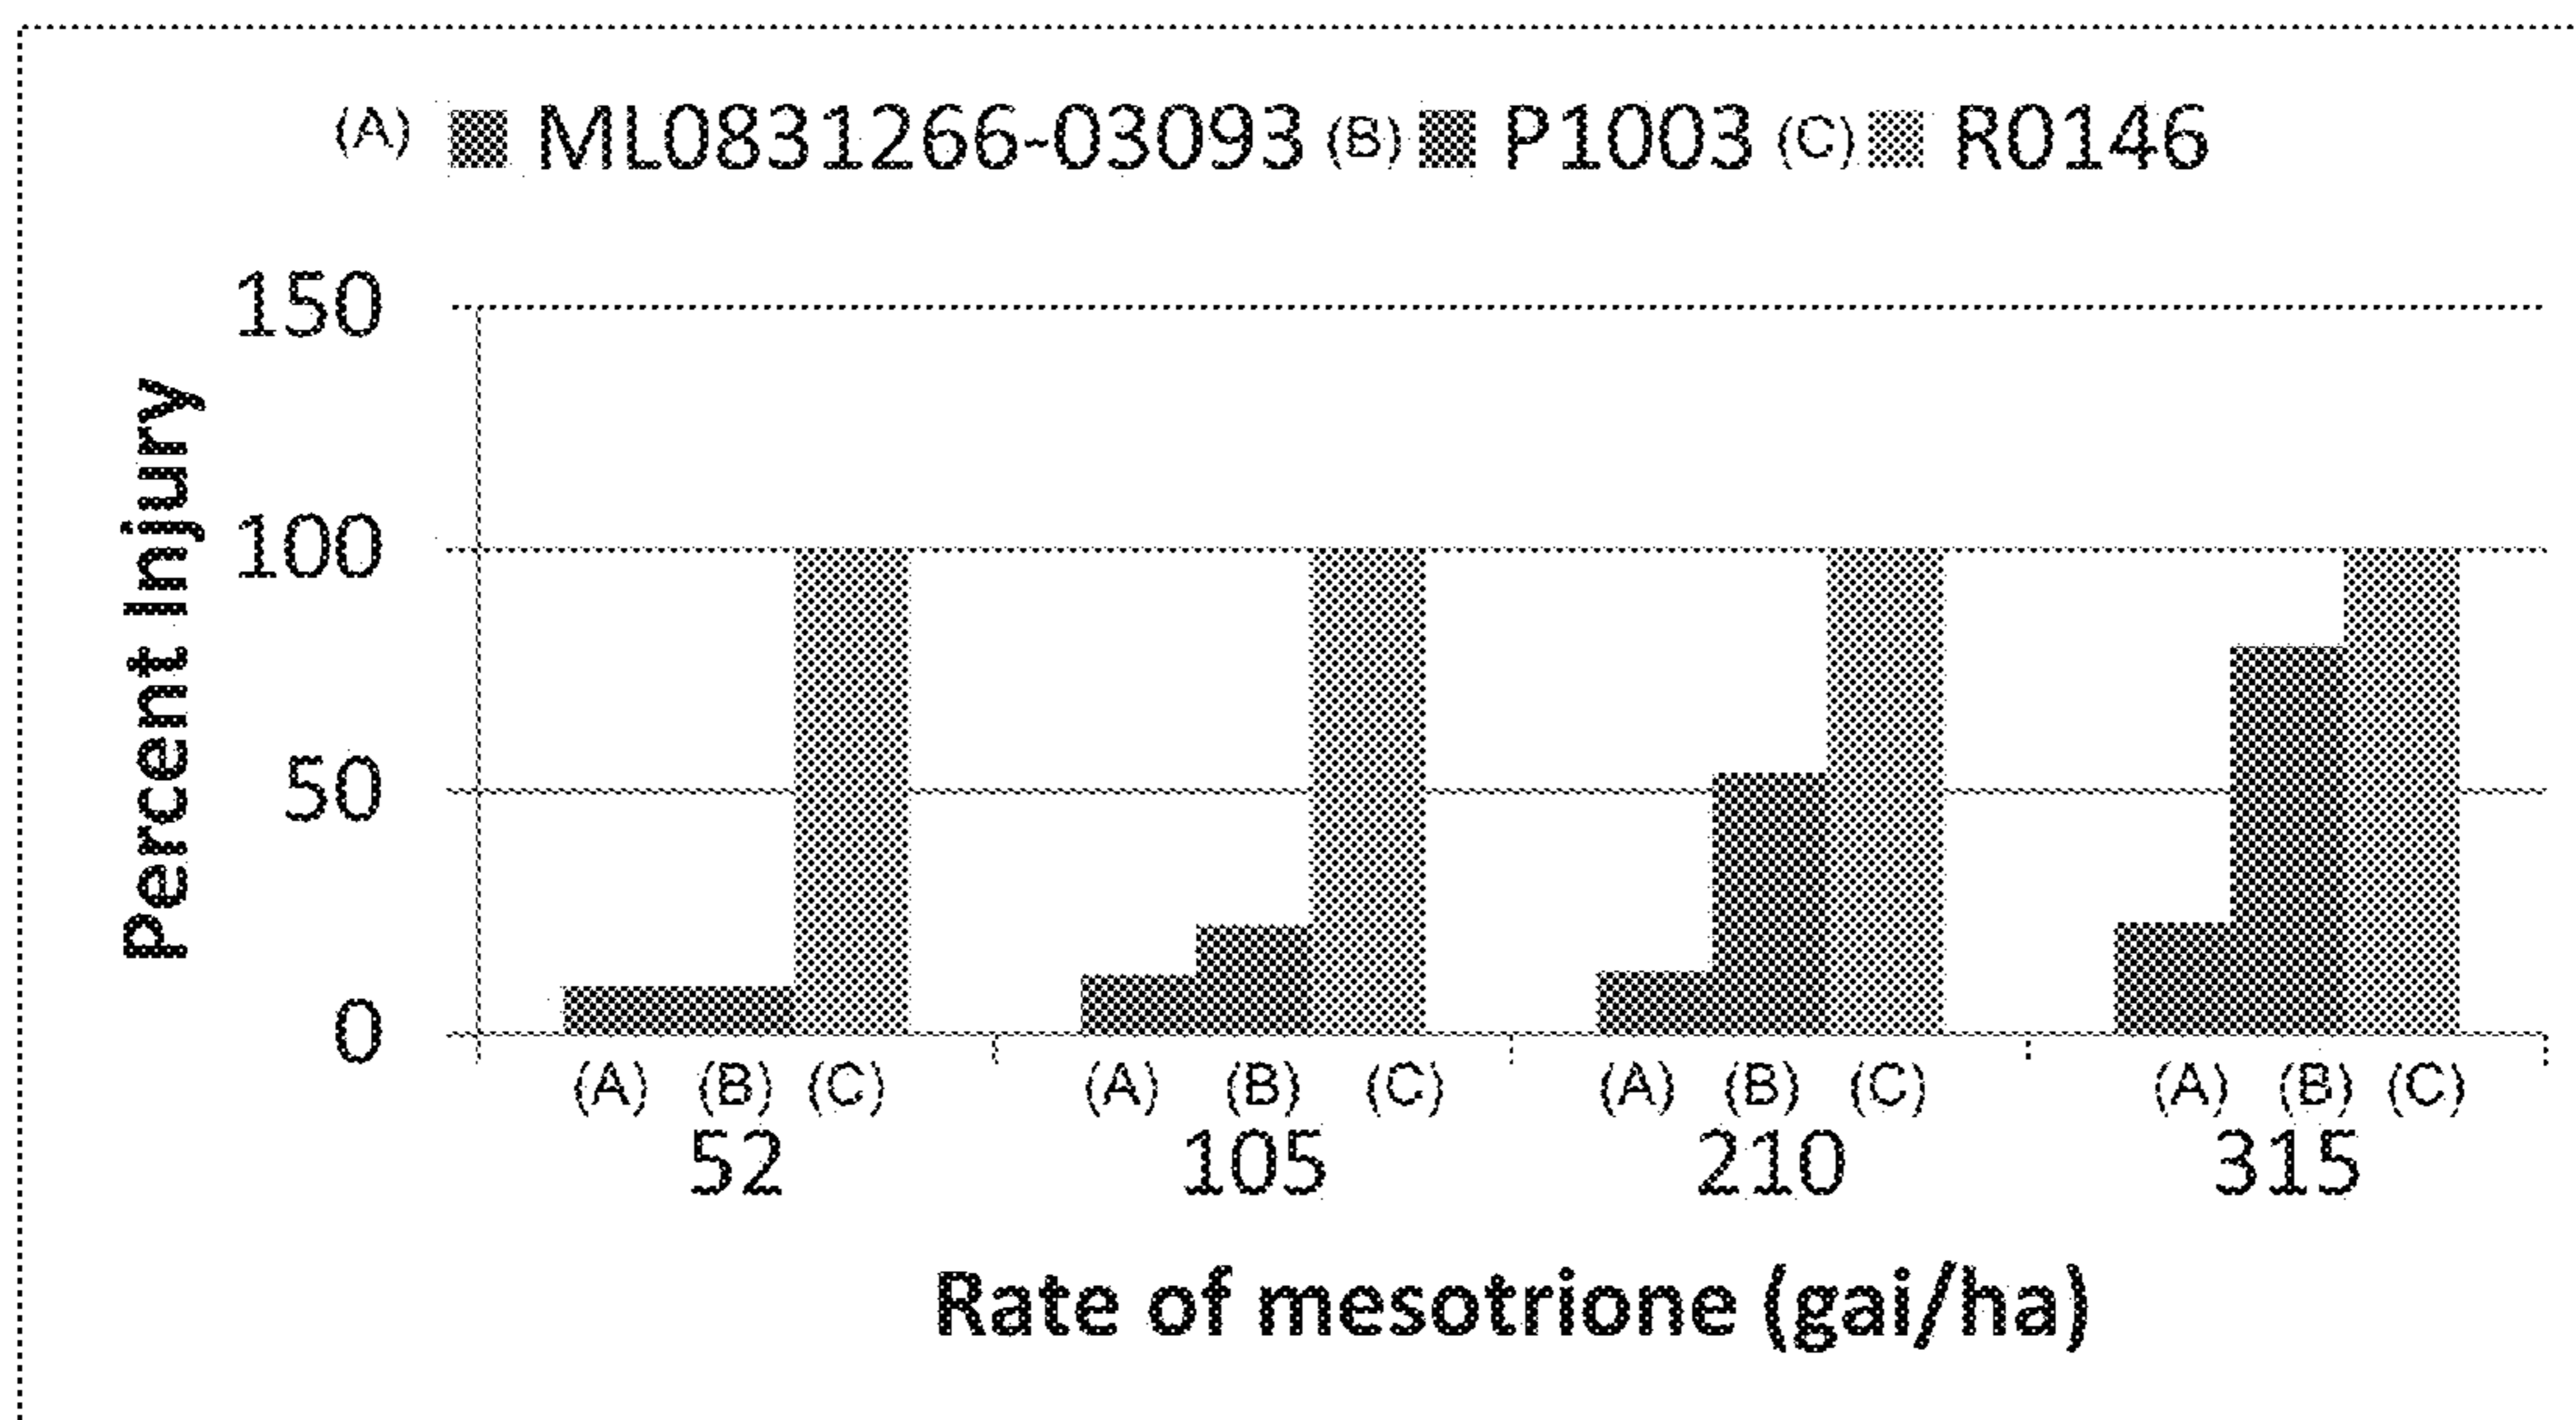 (A) ML0831266-03093 (B) P1003 (C) R0146
150
100
50
0
Percent Injury
(A) (B) (C) (A) (B) (C) (A) (B) (C) (A) (B) (C)
52 105 210 315
Rate of mesotrione (gai/ha)